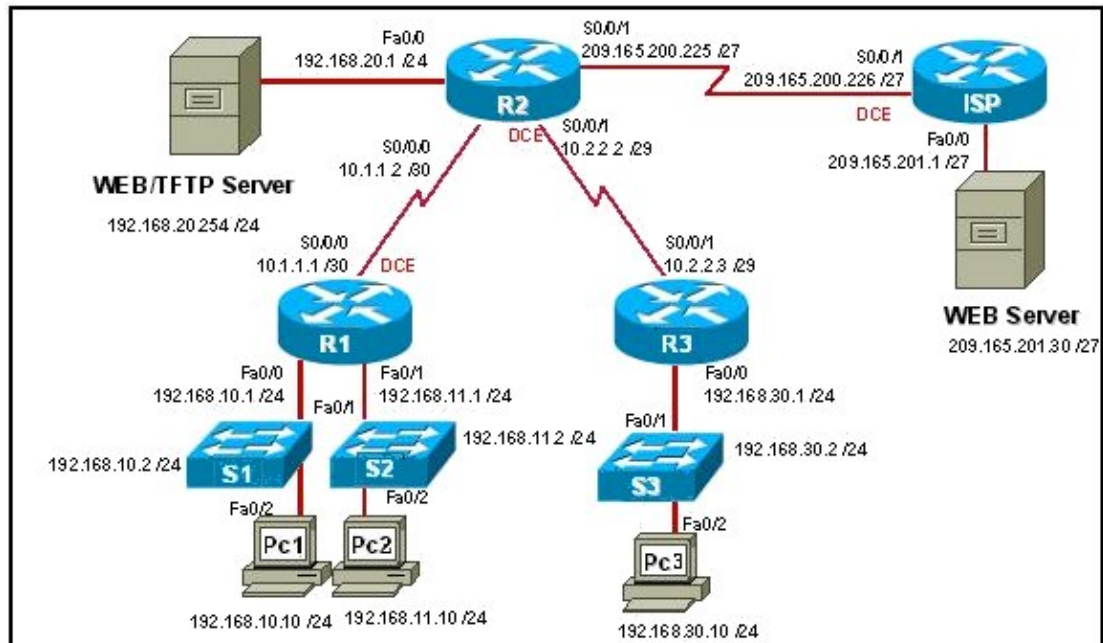 Fa0/0
192.168.20.1 /24
S0/0/1
209.165.200.225 /27
S0/0/1
209.165.200.226 /27
R2
ISP
DCE
DCE
S0/0/1
10.2.2.2 /29
Fa0/0
209.165.201.1 /27
S0/0/0
10.1.1.2 /30
WEB/TFTP Server
192.168.20.254 /24
S0/0/0
10.1.1.1 /30
DCE
S0/0/1
10.2.2.3 /29
WEB Server
209.165.201.30 /27
R1
R3
Fa0/0
192.168.10.1 /24
Fa0/1
192.168.11.1 /24
Fa0/0
192.168.30.1 /24
Fa0/1
Fa0/1
192.168.10.2 /24
S1
S2
192.168.11.2 /24
S3
192.168.30.2 /24
Fa0/2
Fa0/2
Fa0/2
Pc1
Pc2
Pc3
192.168.10.10 /24
192.168.11.10 /24
192.168.30.10 /24